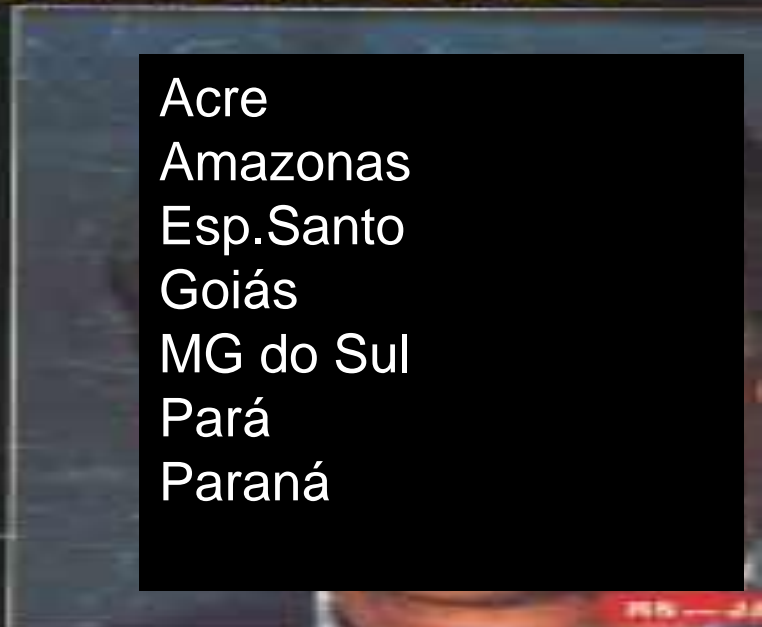 Acre
Amazonas
Esp.Santo
Goiás
MG do Sul
Pará
Paraná